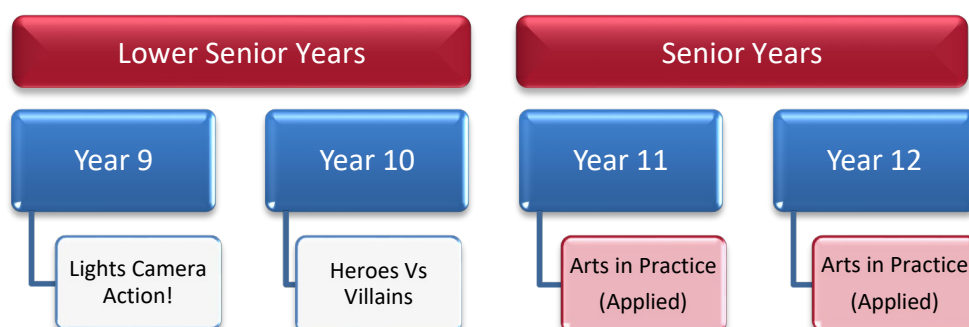 Lower Senior Years
Senior Years
Year 9
Year 10
Year 11
Year 12
Lights Camera
Action!
Heroes Vs
Villains
Arts in Practice
(Applied)
Arts in Practice
(Applied)